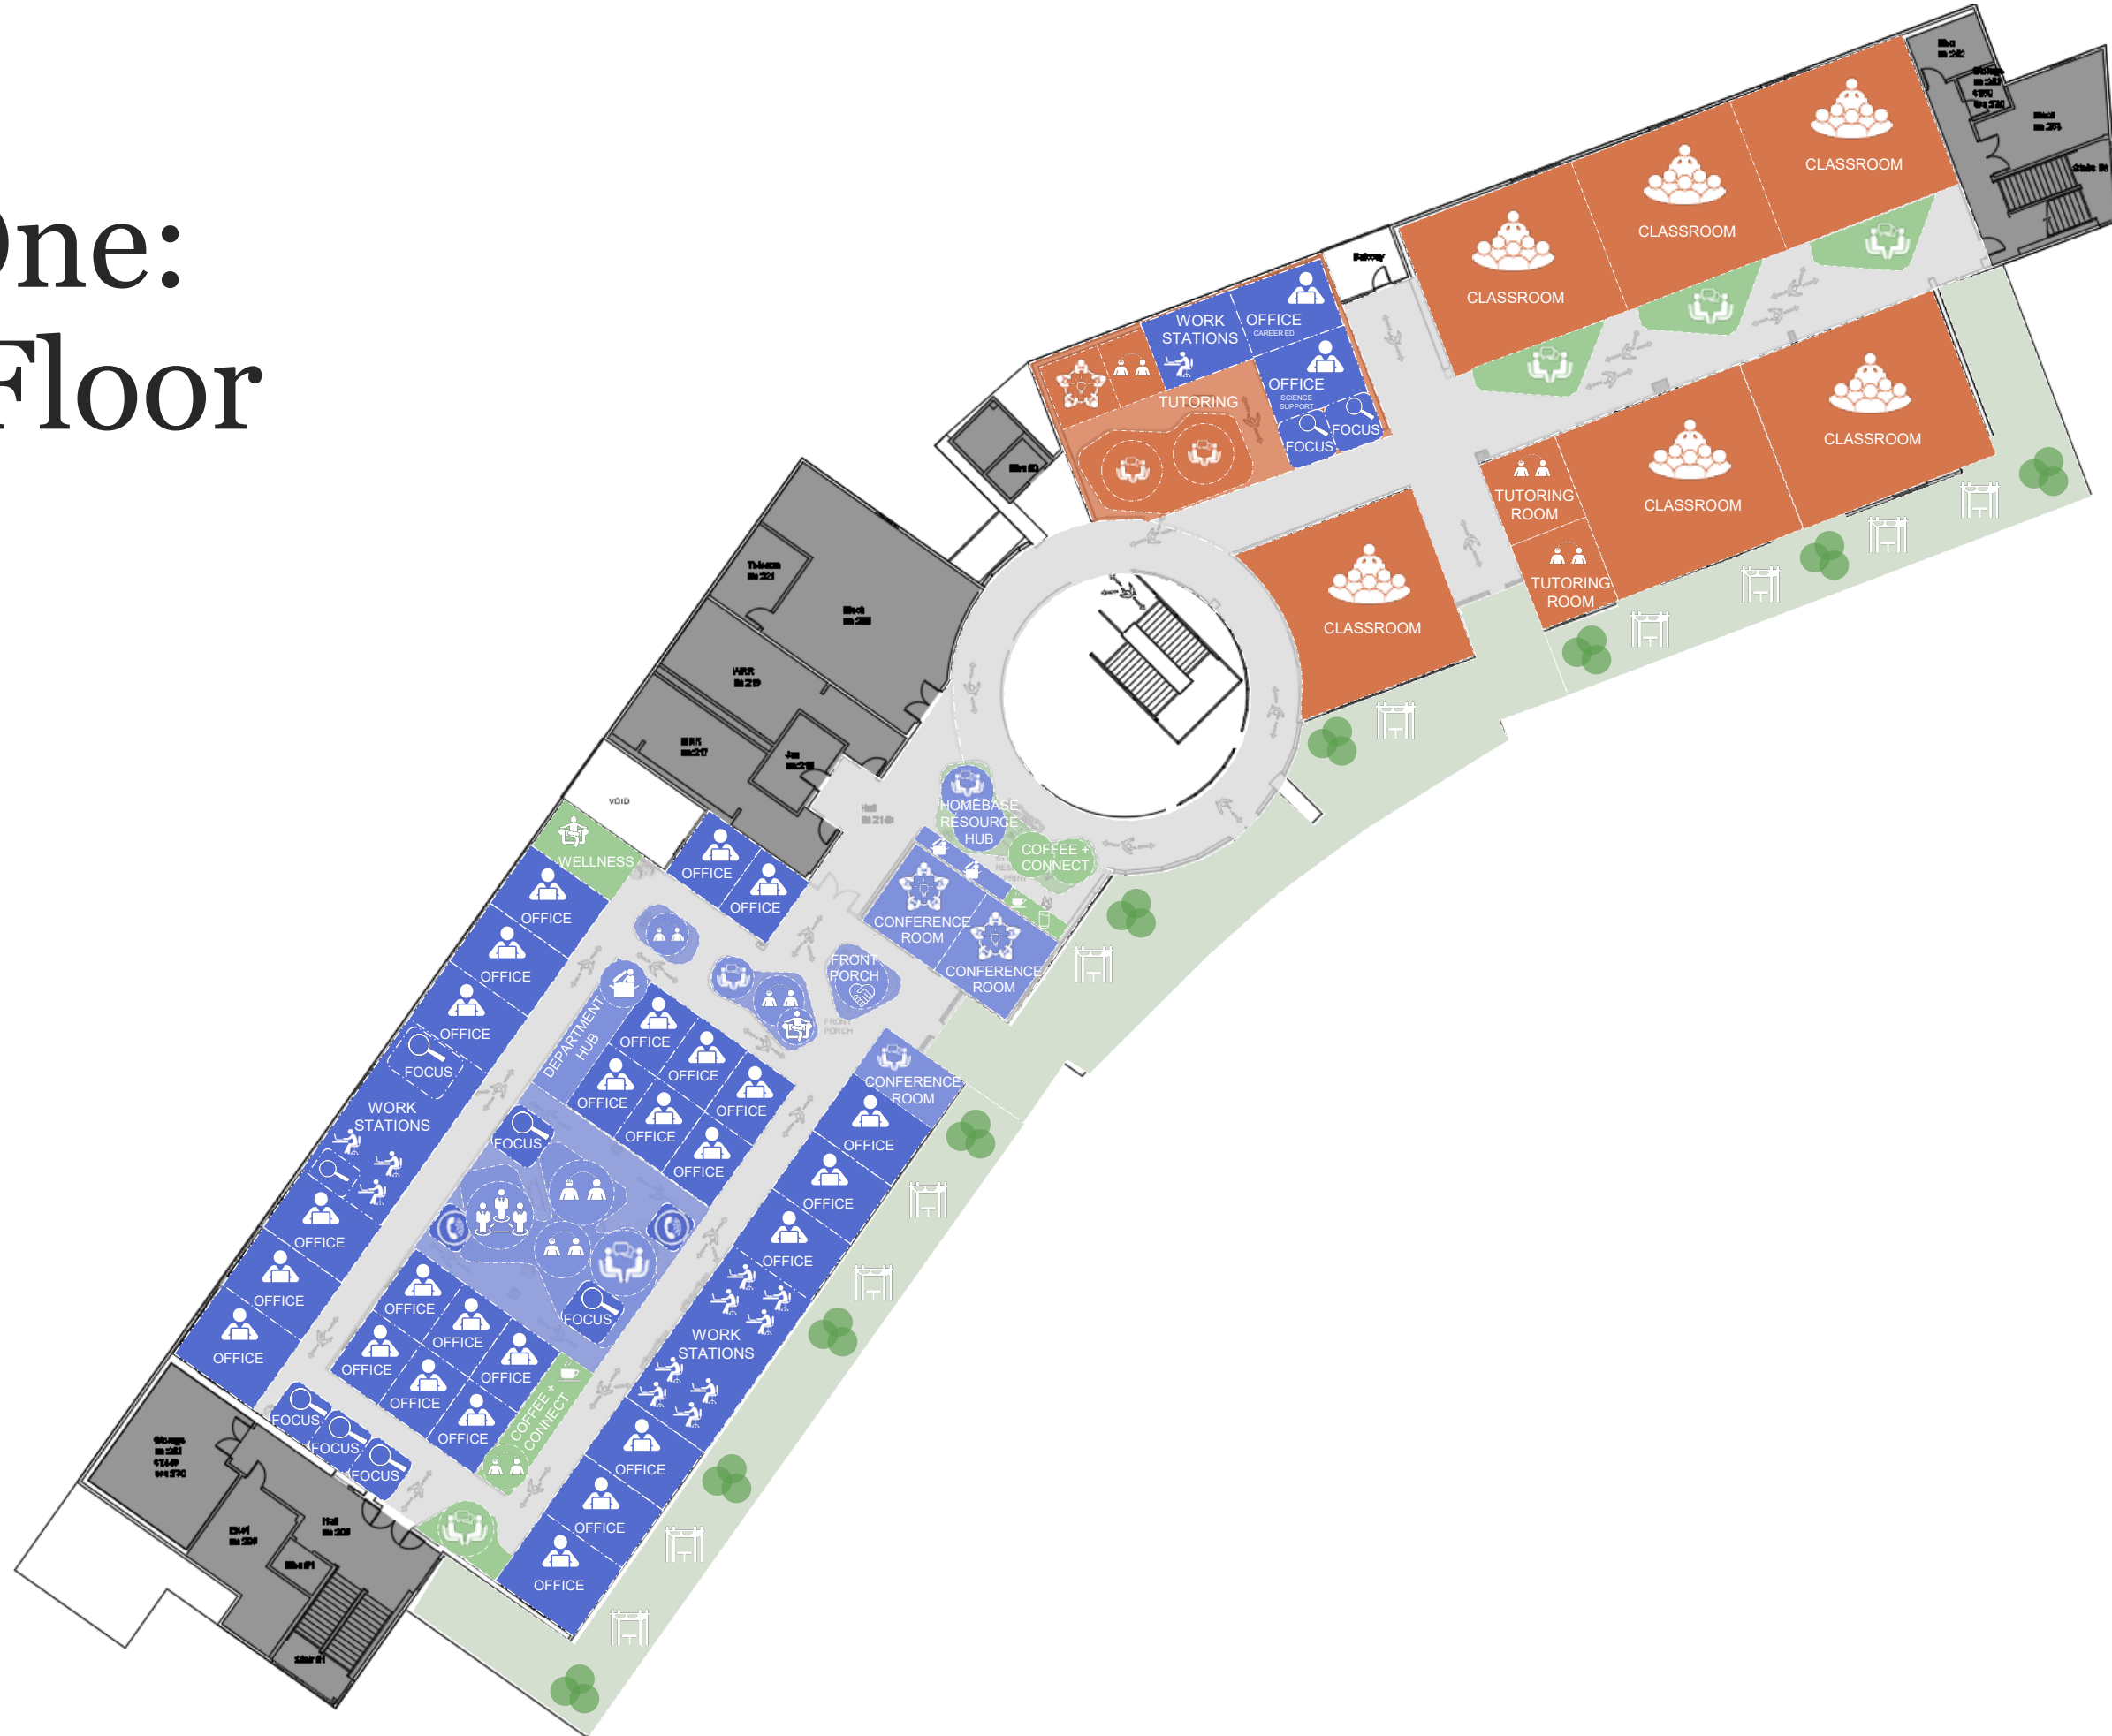 One:
Floor
CLASSROOM
CLASSROOM
CLASSROOM
Balcony
WORK
STATIONS
OFFICE
CAREER ED
OFFICE
SCIENCE
SUPPORT
TUTORING
FOCUS
FOCUS
CLASSROOM
CLASSROOM
TUTORING
ROOM
TUTORING
ROOM
CLASSROOM
VOID
WELLNESS
HOMEBASE
RESOURCE
HUB
COFFEE +
CONNECT
CONFERENCE
ROOM
CONFERENCE
ROOM
OFFICE
OFFICE
FRONT
PORCH
FRONT
PORCH
OFFICE
OFFICE
OFFICE
FOCUS
WORK
STATIONS
OFFICE
OFFICE
OFFICE
DEPARTMENT
HUB
OFFICE
OFFICE
OFFICE
OFFICE
OFFICE
OFFICE
FOCUS
FOCUS
CONFERENCE
ROOM
OFFICE
OFFICE
OFFICE
WORK
STATIONS
OFFICE
OFFICE
OFFICE
OFFICE
OFFICE
OFFICE
OFFICE
OFFICE
OFFICE
COFFEE +
CONNECT
FOCUS
FOCUS
FOCUS